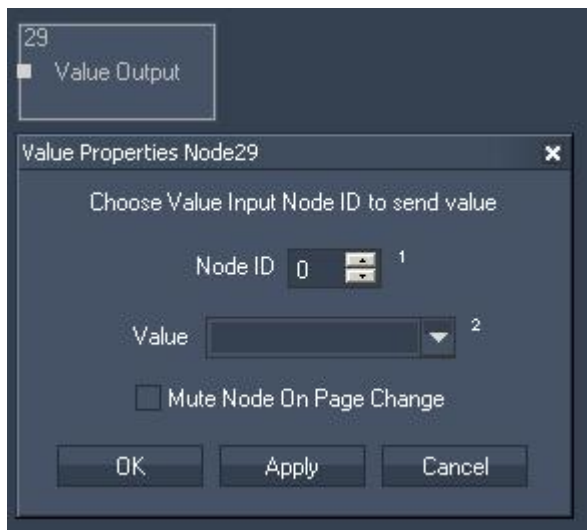 29
Value Output
Value Properties Node29
Choose Value Input Node ID to send value
Node ID 0 1
Value 2
Mute Node On Page Change
OK Apply Cancel